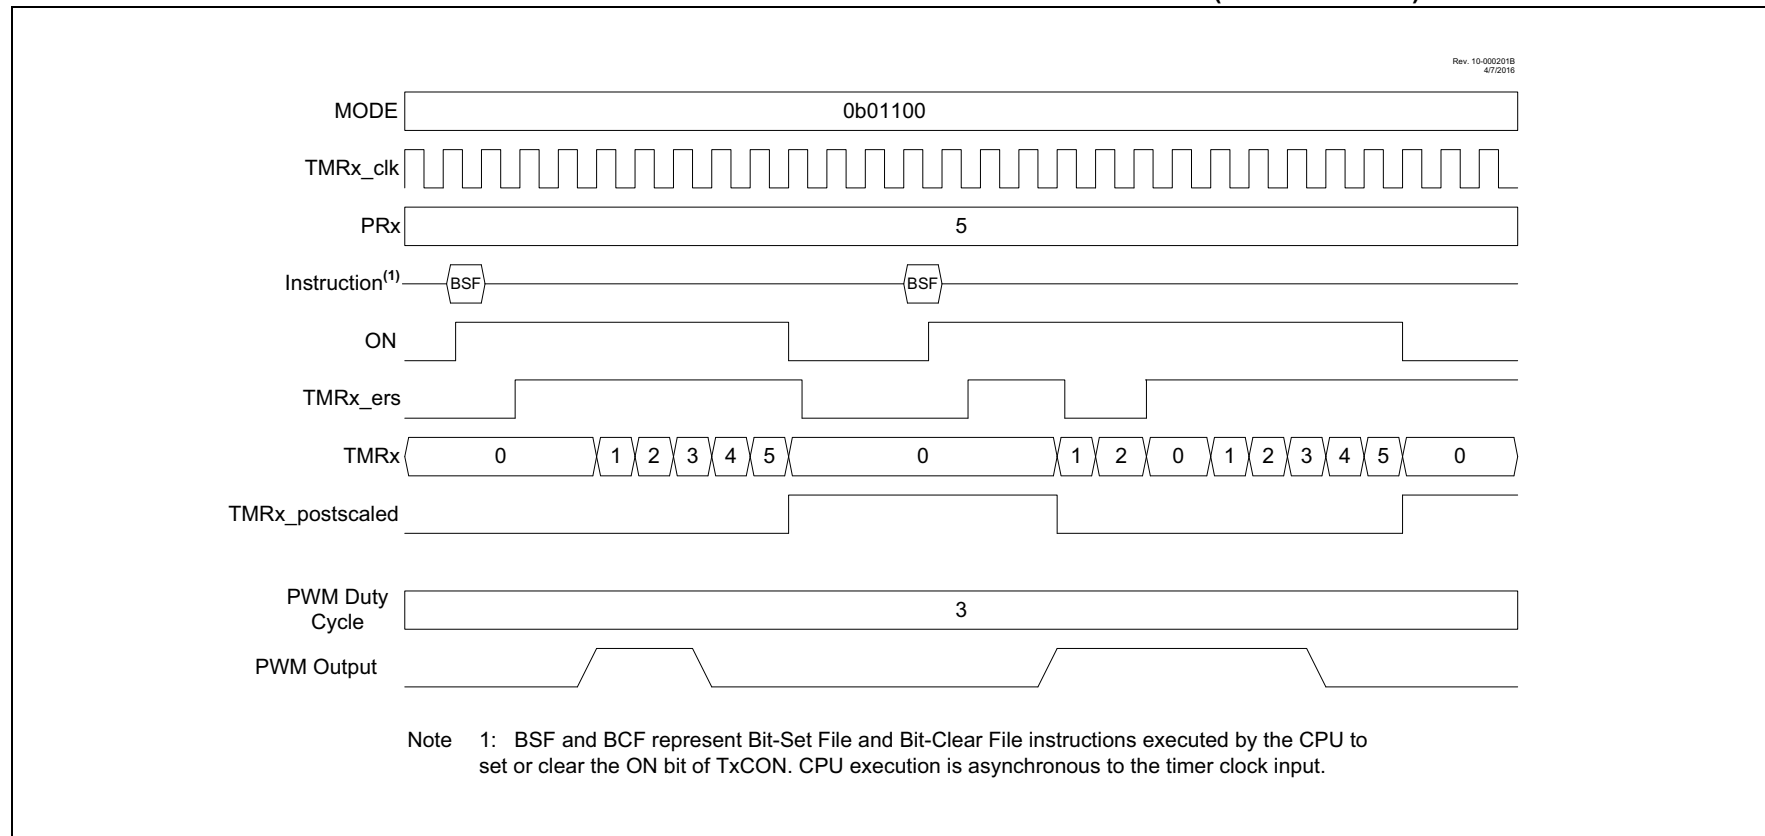 Rev. 10-000201B
4/7/2016
MODE 0b01100
TMRx_clk
PRx 5
Instruction(1) BSF BSF
ON
TMRx_ers
TMRx 0 1 2 3 4 5 0 1 2 0 1 2 3 4 5 0
TMRx_postscaled
PWM Duty
Cycle 3
PWM Output
Note 1: BSF and BCF represent Bit-Set File and Bit-Clear File instructions executed by the CPU to
set or clear the ON bit of TxCON. CPU execution is asynchronous to the timer clock input.